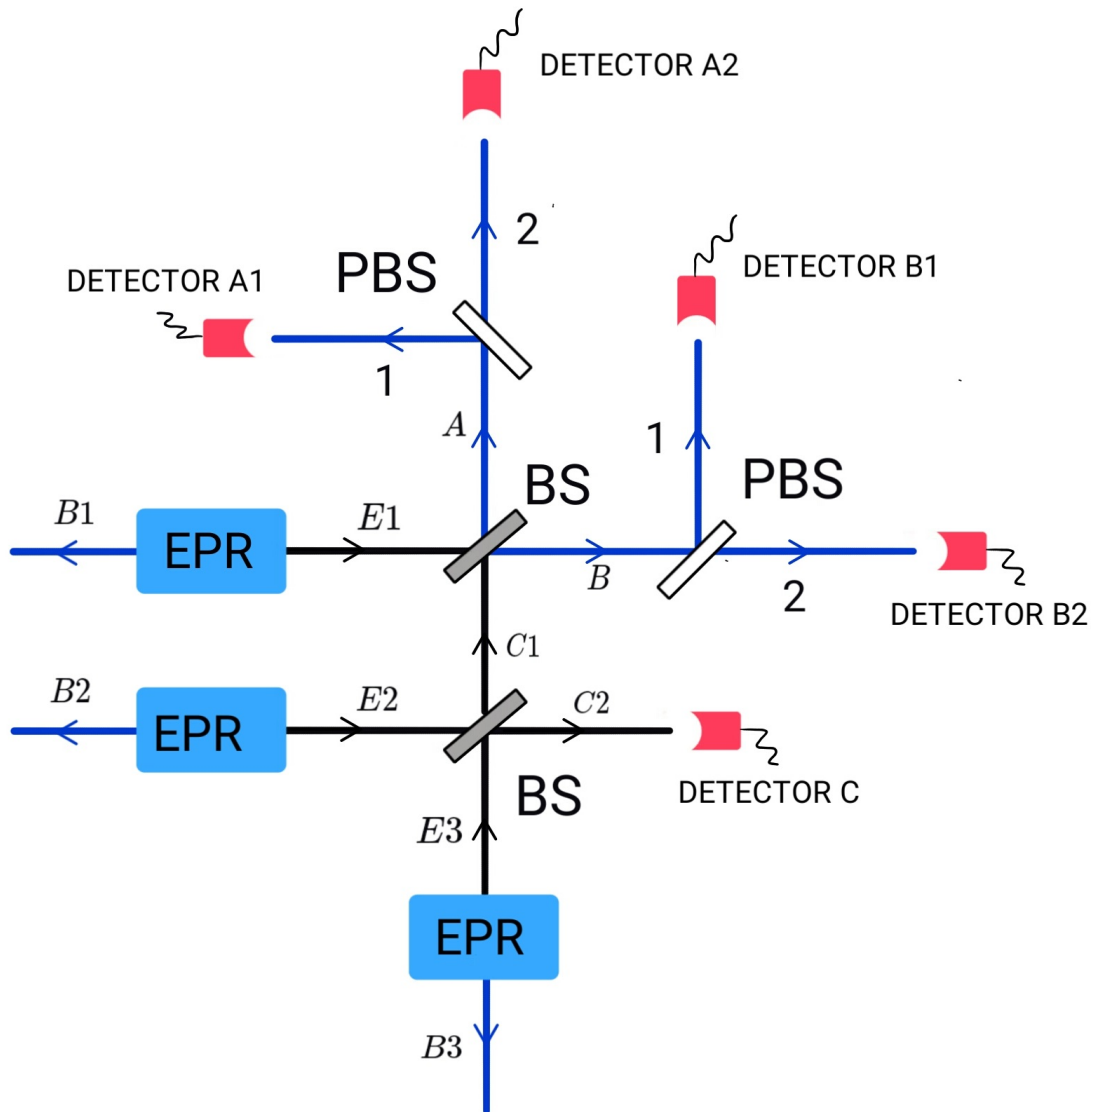 DETECTOR A2
2
PBS
DETECTOR B1
DETECTOR A1
1
A
1
BS
PBS
B1
E1
EPR
B
2
DETECTOR B2
C1
B2
E2
C2
EPR
DETECTOR C
BS
E3
EPR
B3